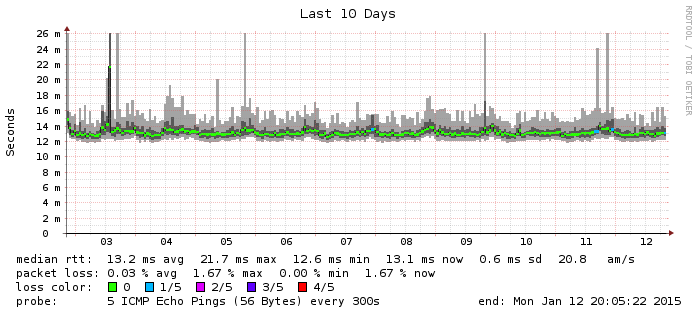 Last 10 Days
RRDTOOL / TOBI OETIKER
Seconds
26 m
24 m
22 m
20 m
18 m
16 m
14 m
12 m
10 m
8 m
6 m
4 m
2 m
0
03 04 05 06 07 08 09 10 11 12
median rtt: 13.2 ms avg 21.7 ms max 12.6 ms min 13.1 ms now 0.6 ms sd 20.8 am/s
packet loss: 0.03 % avg 1.67 % max 0.00 % min 1.67 % now
loss color: 0 1/5 2/5 3/5 4/5
probe: 5 ICMP Echo Pings (56 Bytes) every 300s end: Mon Jan 12 20:05:22 2015